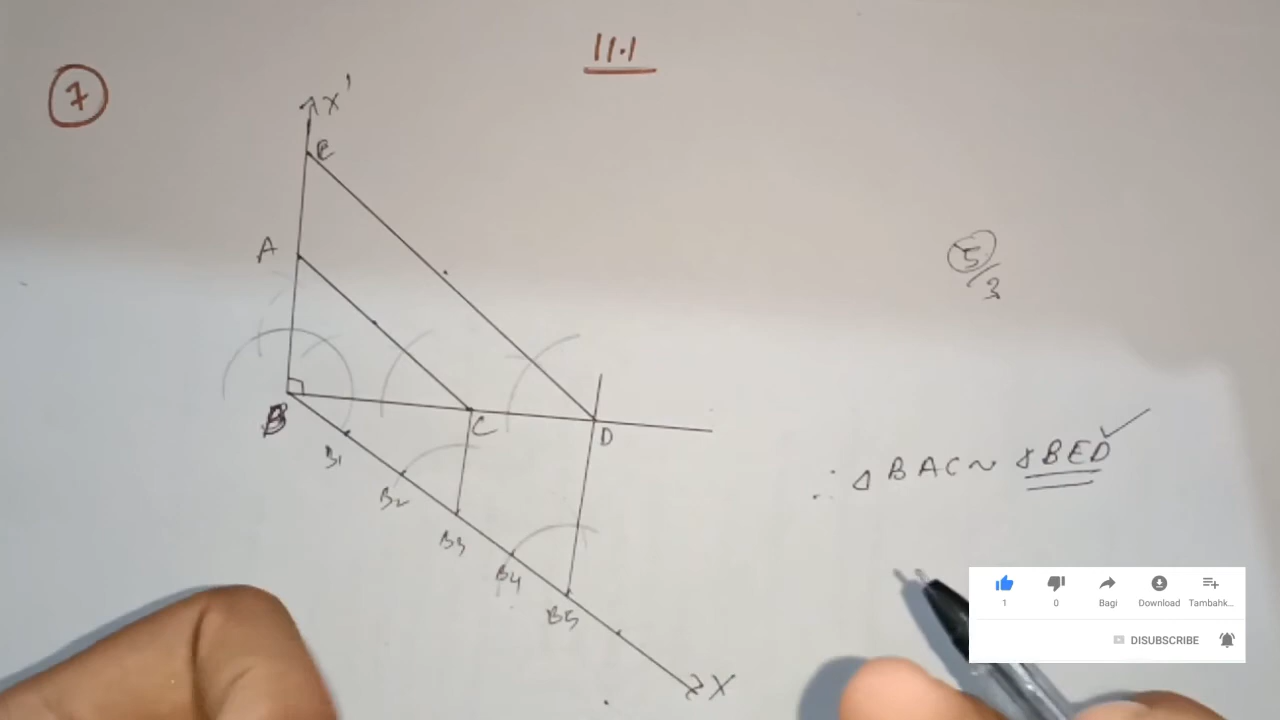 11.1
7
X'
E
A
5/3
B
C
D
B1
∴ △ BAC ~ △ BED
B2
B3
B4
B5
X
1
0
Bagi
Download
Tambahk...
DISUBSCRIBE